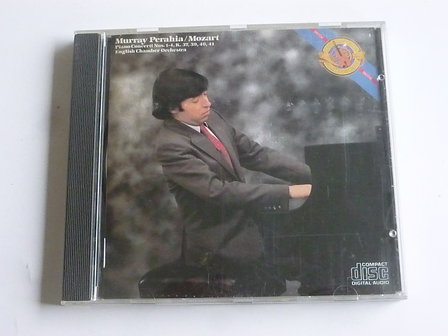 Murray Perahia/Mozart
Piano Concerti Nos. 1-4, K. 37, 39, 40, 41
English Chamber Orchestra
COMPACT
disc
DIGITAL AUDIO